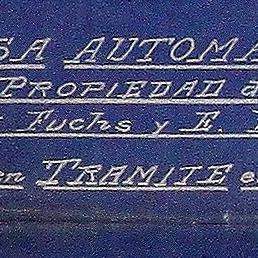 SA AUTOMA
PROPIEDAD d
Fuchs y E.
en TRAMITE e